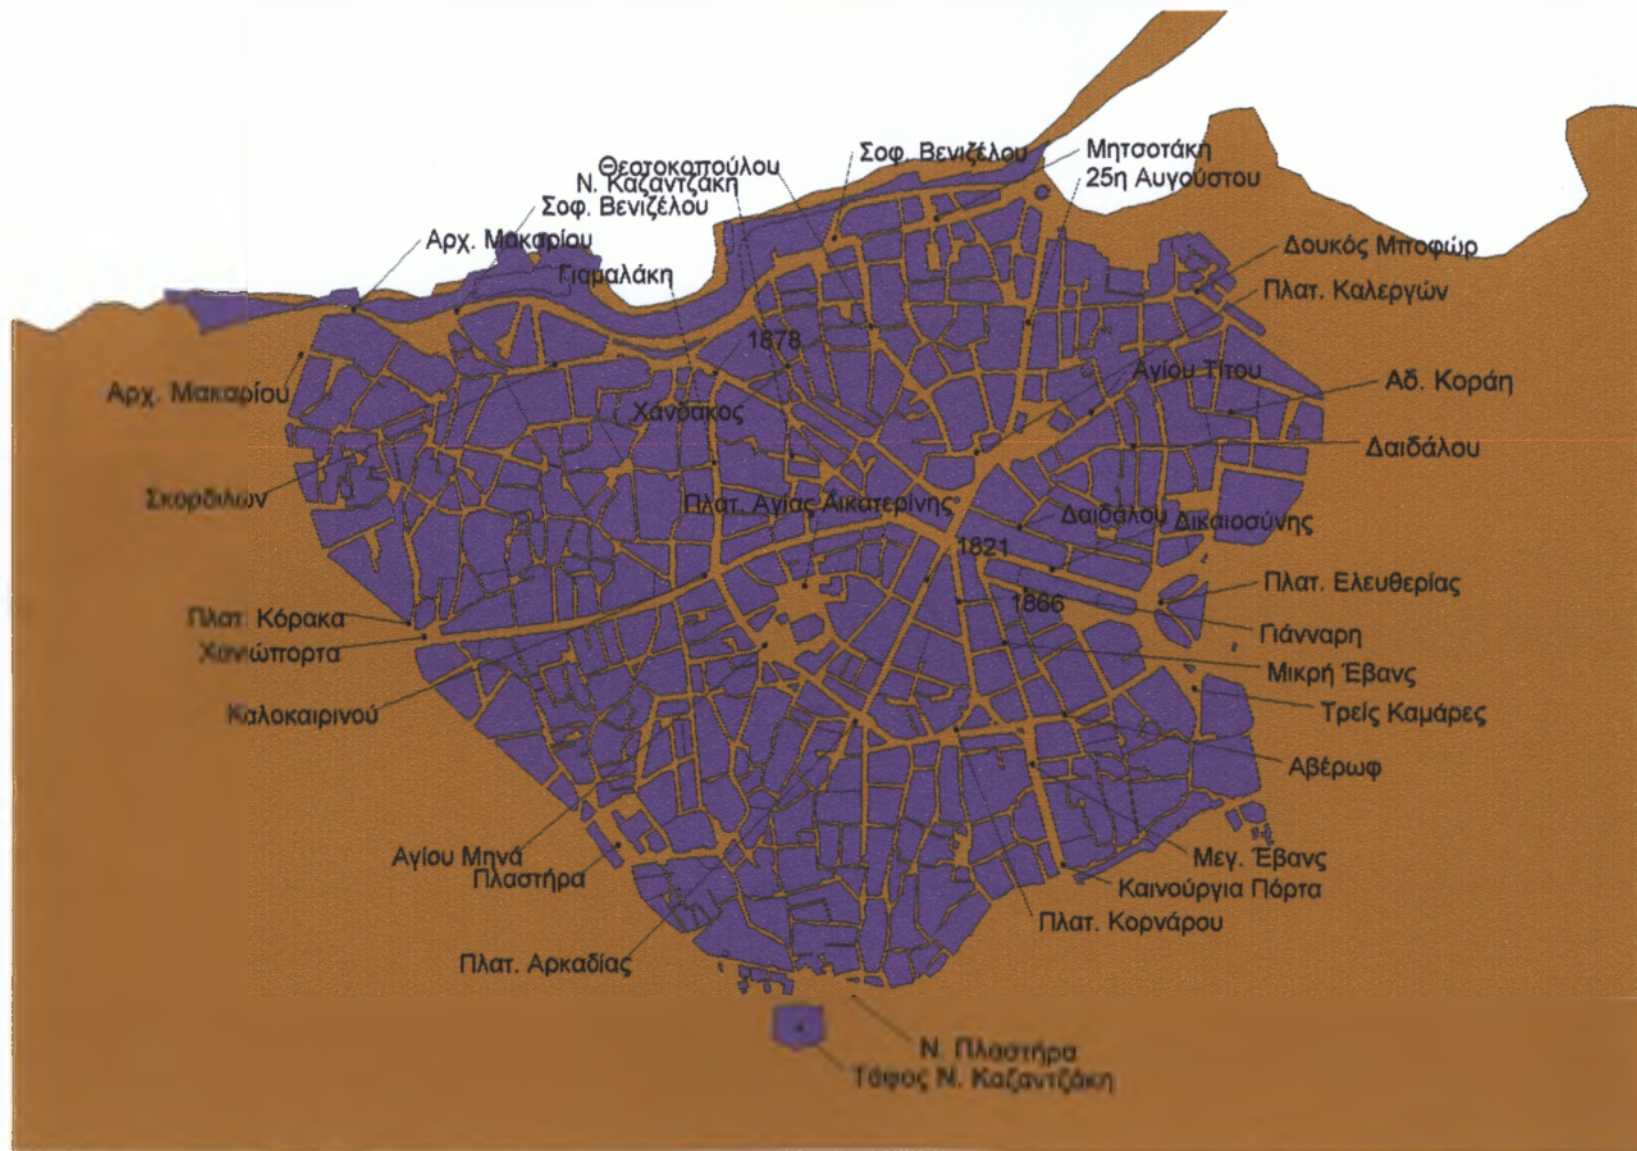 Σοφ. Βενιζέλου
Μητσοτάκη
Θεοτοκοπούλου
25η Αυγούστου
Ν. Καζαντζάκη
Σοφ. Βενιζέλου
Αρχ. Μακαρίου
Δουκός Μποφώρ
Γιαμαλάκη
Πλατ. Καλεργών
1878
Αγίου Τίτου
Αδ. Κοράη
Αρχ. Μακαρίου
Χάνδακος
Δαιδάλου
Σκορδιλών
Πλατ. Αγίας Αικατερίνης
Δαιδάλου
Δικαιοσύνης
1821
Πλατ. Ελευθερίας
1866
Πλατ. Κόρακα
Γιάνναρη
Χανιώπορτα
Μικρή Έβανς
Καλοκαιρινού
Τρείς Καμάρες
Αβέρωφ
Αγίου Μηνά
Μεγ. Έβανς
Πλαστήρα
Καινούργια Πόρτα
Πλατ. Κορνάρου
Πλατ. Αρκαδίας
Ν. Πλαστήρα
Τάφος Ν. Καζαντζάκη